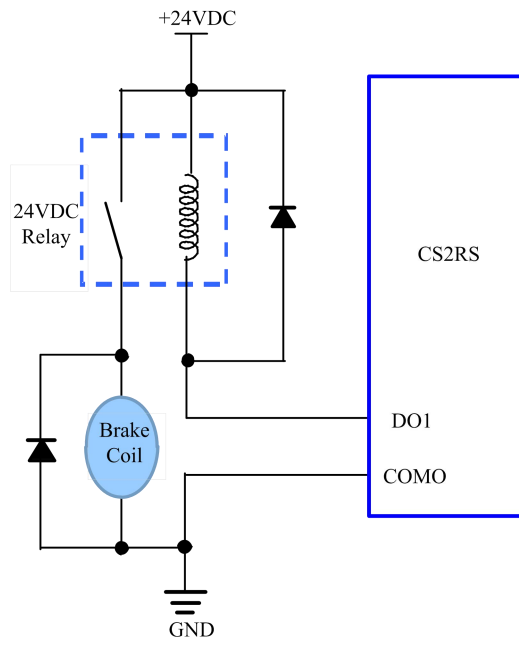 +24VDC
24VDC
Relay
CS2RS
Brake
Coil
DO1
COMO
GND